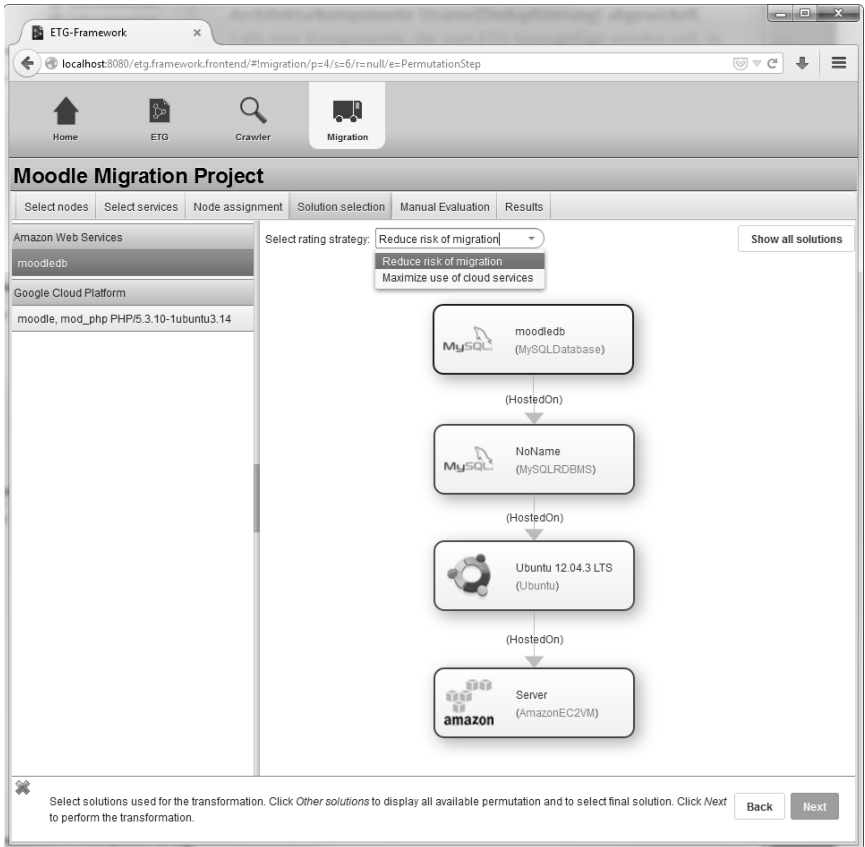 Architekturkomponente
abgewickelt.
ETG-Framework ×
localhost:8080/etg.framework.frontend/#!migration/p=4/s=6/r=null/e=PermutationStep
Home ETG Crawler Migration
Moodle Migration Project
Select nodes Select services Node assignment Solution selection Manual Evaluation Results
Amazon Web Services
moodledb
Google Cloud Platform
moodle, mod_php PHP/5.3.10-1ubuntu3.14
Select rating strategy: Reduce risk of migration
Show all solutions
Reduce risk of migration
Maximize use of cloud services
MySQL
moodledb
(MySQLDatabase)
(HostedOn)
MySQL
NoName
(MySQLRDBMS)
(HostedOn)
Ubuntu 12.04.3 LTS
(Ubuntu)
(HostedOn)
amazon
Server
(AmazonEC2VM)
Select solutions used for the transformation. Click Other solutions to display all available permutation and to select final solution. Click Next
to perform the transformation.
Back Next